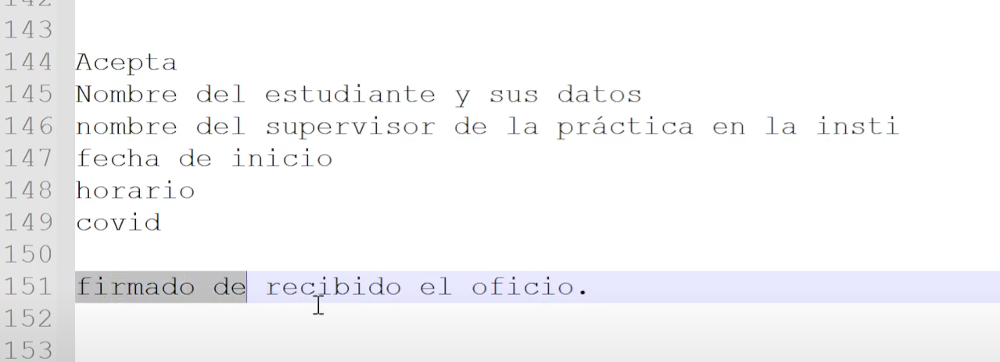 143
144 Acepta
145 Nombre del estudiante y sus datos
146 nombre del supervisor de la práctica en la insti
147 fecha de inicio
148 horario
149 covid
150
151 firmado de recibido el oficio.
152
153